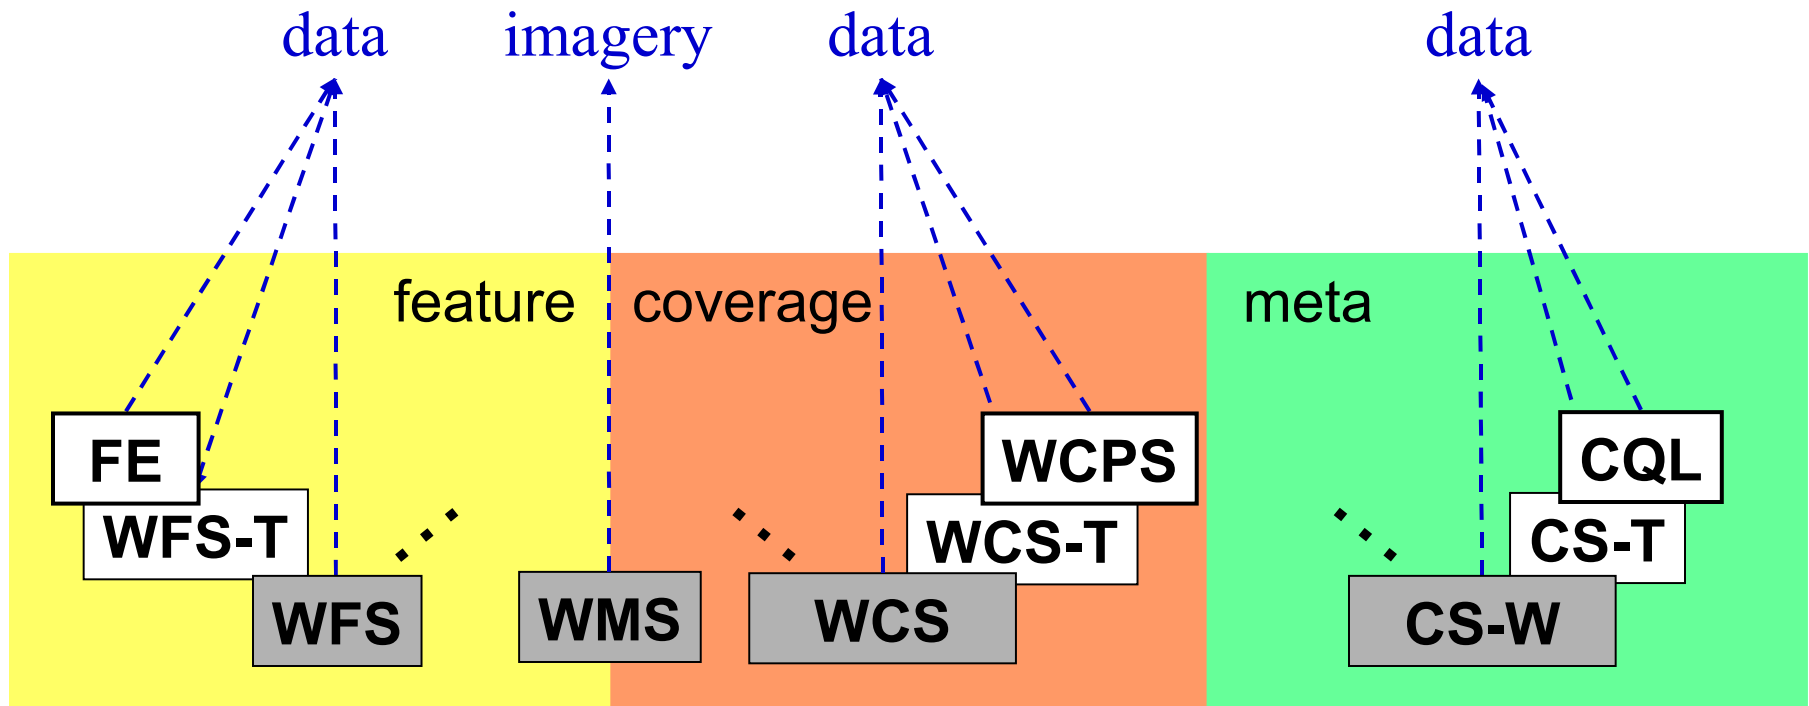 data imagery data data
feature coverage meta
FE WCPS CQL
WFS-T WCS-T CS-T
WFS WMS WCS CS-W